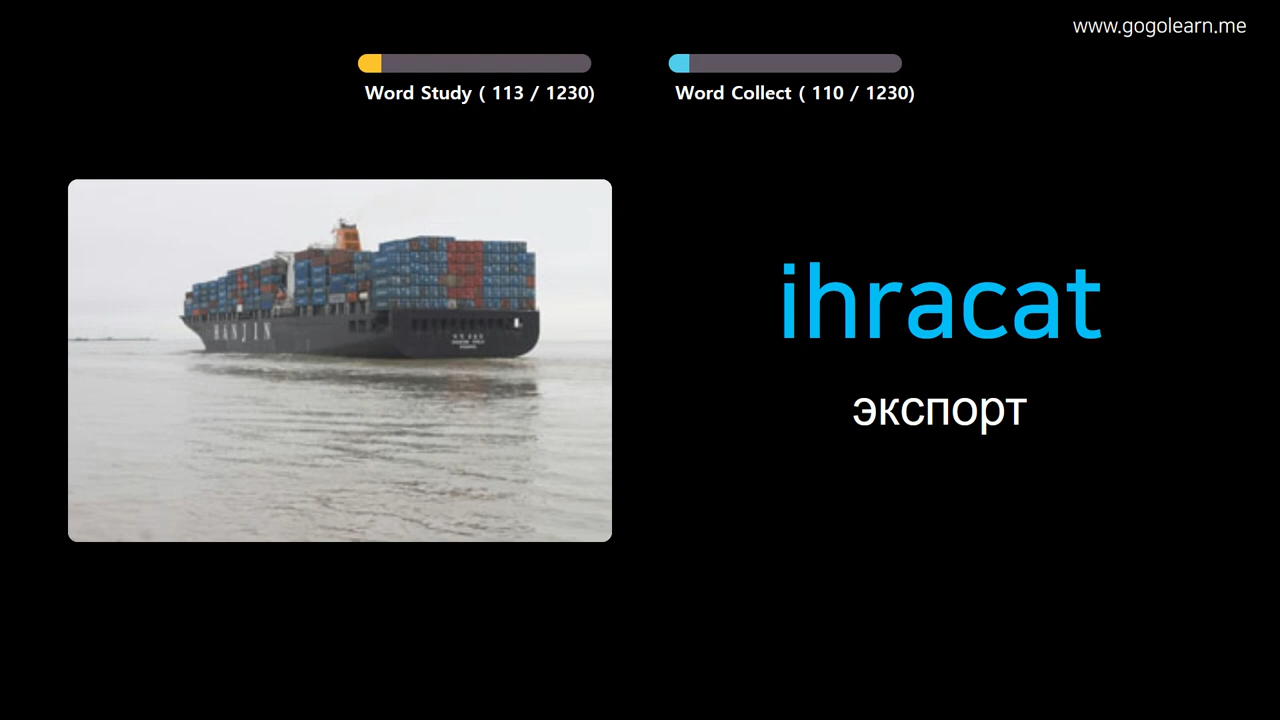 www.gogolearn.me
Word Study ( 113 / 1230)
Word Collect ( 110 / 1230)
HANJIN
ihracat
экспорт